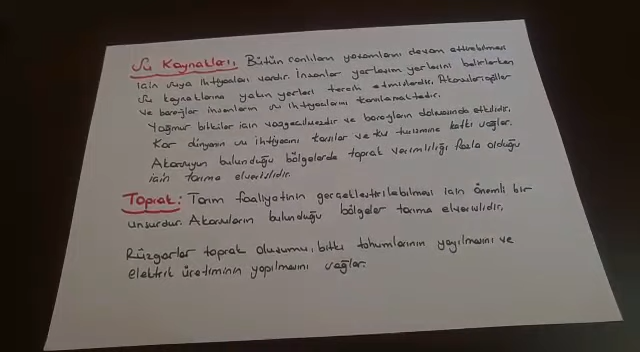 Su Kaynakları, Bütün canlıların yaşamlarını devam ettirebilmesi
için suya ihtiyaçları vardır. İnsanlar yerleşim yerlerini belirlerken
su kaynaklarına yakın yerleri tercih etmişlerdir. Akarsular, göller
ve barajlar insanların su ihtiyaçlarını karşılamaktadır.
Yağmur bitkiler için vazgeçilmezdir ve barajların dolmasında etkilidir.
Kar dünyanın su ihtiyacını karşılar ve kış turizmine katkı sağlar.
Akarsuyun bulunduğu bölgelerde toprak verimliliği fazla olduğu
için tarıma elverişlidir.
Toprak: Tarım faaliyetinin gerçekleştirilebilmesi için önemli bir
unsurdur. Akarsuların bulunduğu bölgeler tarıma elverişlidir.
Rüzgarlar toprak oluşumu, bitki tohumlarının yayılmasını ve
elektrik üretiminin yapılmasını sağlar.